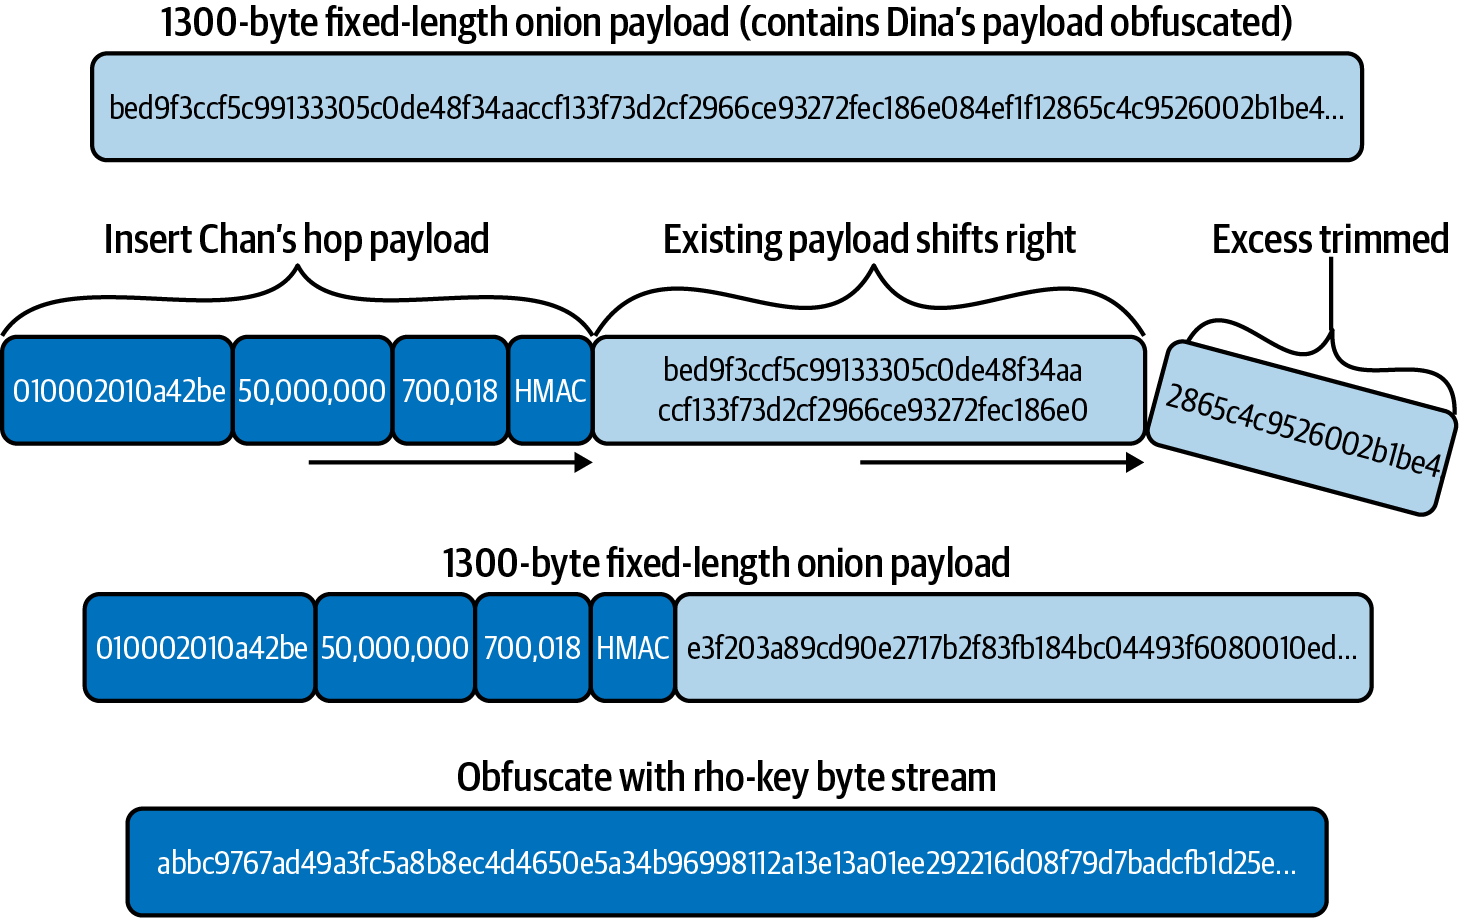 1300-byte fixed-length onion payload (contains Dina's payload obfuscated)
bed9f3ccf5c99133305c0de48f34aaccf133f73d2cf2966ce93272fec186e084ef1f12865c4c9526002b1be4...
Insert Chan's hop payload
Existing payload shifts right
Excess trimmed
010002010a42be
50,000,000
700,018
HMAC
bed9f3ccf5c99133305c0de48f34aa
ccf133f73d2cf2966ce93272fec186e0
2865c4c9526002b1be4
1300-byte fixed-length onion payload
010002010a42be
50,000,000
700,018
HMAC
e3f203a89cd90e2717b2f83fb184bc04493f6080010ed...
Obfuscate with rho-key byte stream
abbc9767ad49a3fc5a8b8ec4d4650e5a34b96998112a13e13a01ee292216d08f79d7badcfb1d25e...